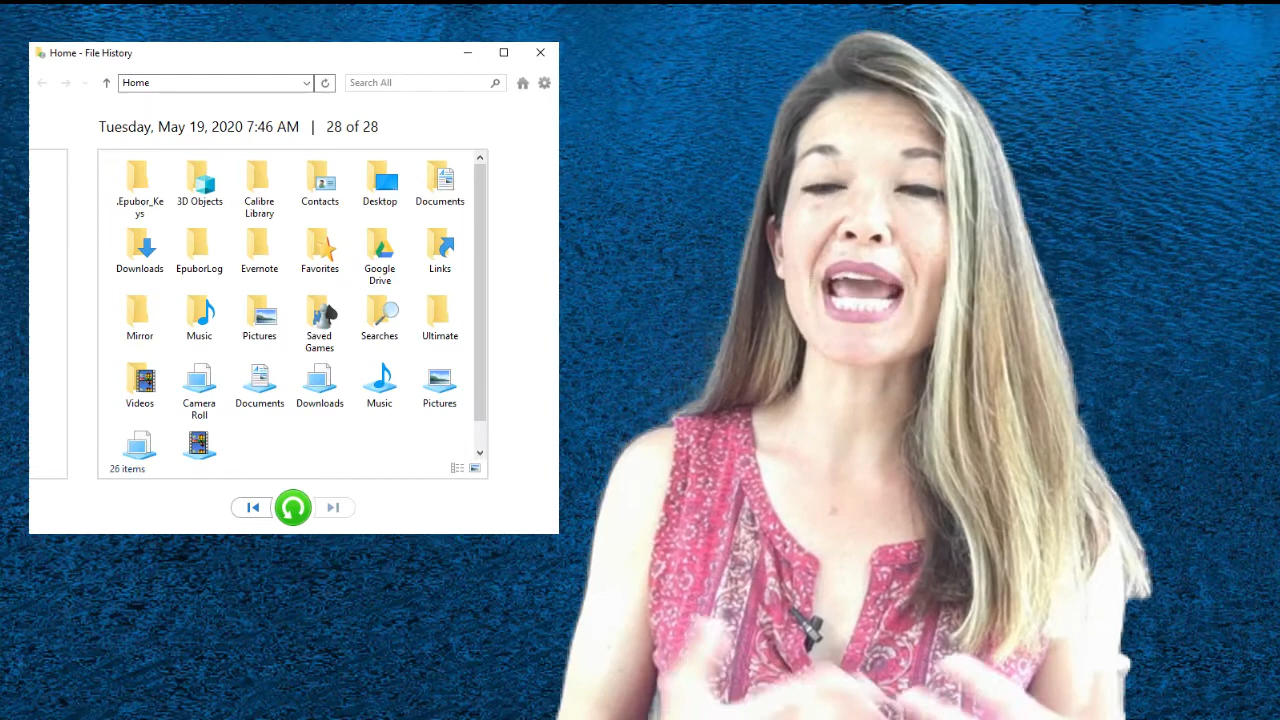 Home - File History
Home
Search All
Tuesday, May 19, 2020 7:46 AM | 28 of 28
.Epubor_Ke
ys
3D Objects
Calibre
Library
Contacts
Desktop
Documents
Downloads
EpuborLog
Evernote
Favorites
Google
Drive
Links
Mirror
Music
Pictures
Saved
Games
Searches
Ultimate
Videos
Camera
Roll
Documents
Downloads
Music
Pictures
26 items